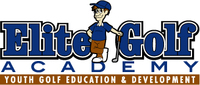 Elite Golf
ACADEMY
YOUTH GOLF EDUCATION & DEVELOPMENT